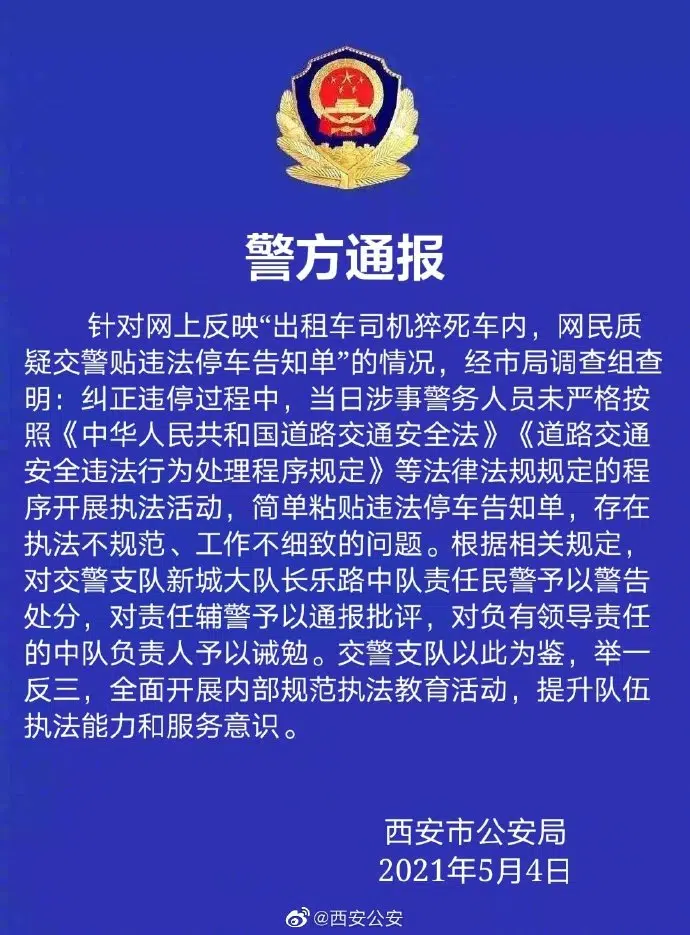 警方通报
针对网上反映“出租车司机猝死车内，网民质
疑交警贴违法停车告知单”的情况，经市局调查组查
明：纠正违停过程中，当日涉事警务人员未严格按
照《中华人民共和国道路交通安全法》《道路交通
安全违法行为处理程序规定》等法律法规规定的程
序开展执法活动，简单粘贴违法停车告知单，存在
执法不规范、工作不细致的问题。根据相关规定，
对交警支队新城大队长乐路中队责任民警予以警告
处分，对责任辅警予以通报批评，对负有领导责任
的中队负责人予以诫勉。交警支队以此为鉴，举一
反三，全面开展内部规范执法教育活动，提升队伍
执法能力和服务意识。
西安市公安局
2021年5月4日
@西安公安